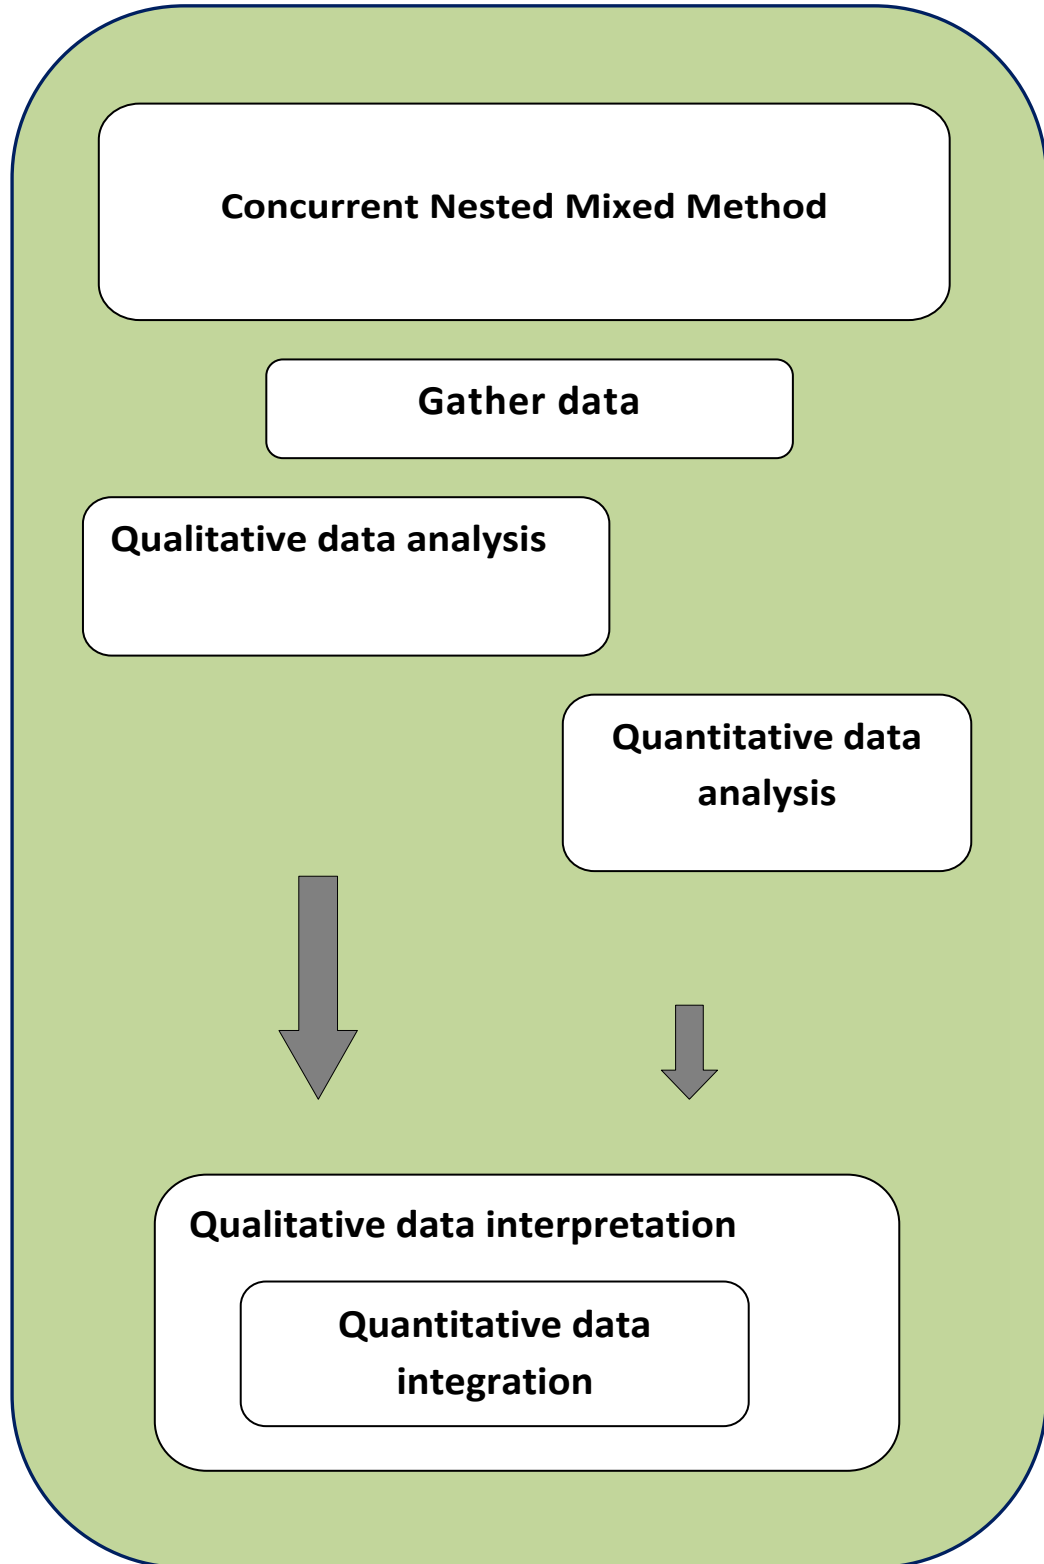 Concurrent Nested Mixed Method
Gather data
Qualitative data analysis
Quantitative data
analysis
Qualitative data interpretation
Quantitative data
integration